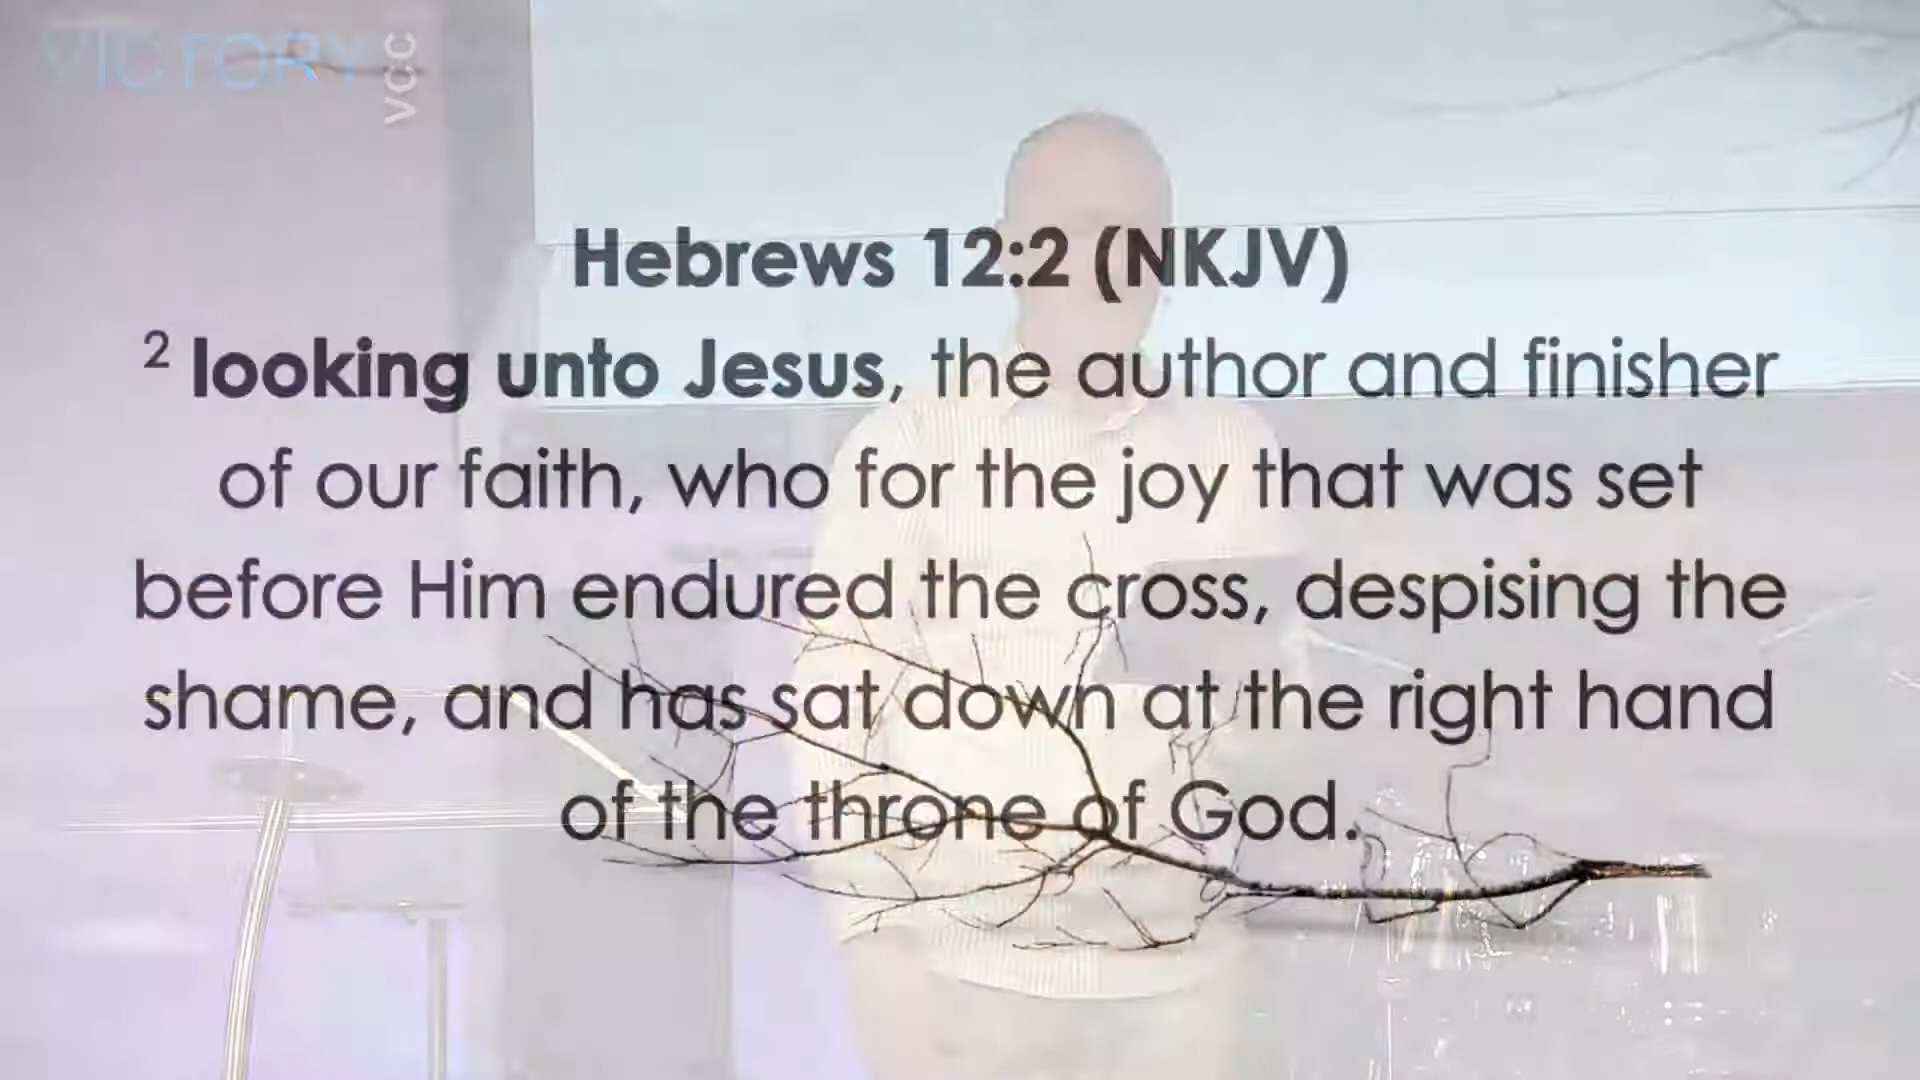 VICTORY VCC
Hebrews 12:2 (NKJV)
2 looking unto Jesus, the author and finisher
of our faith, who for the joy that was set
before Him endured the cross, despising the
shame, and has sat down at the right hand
of the throne of God.